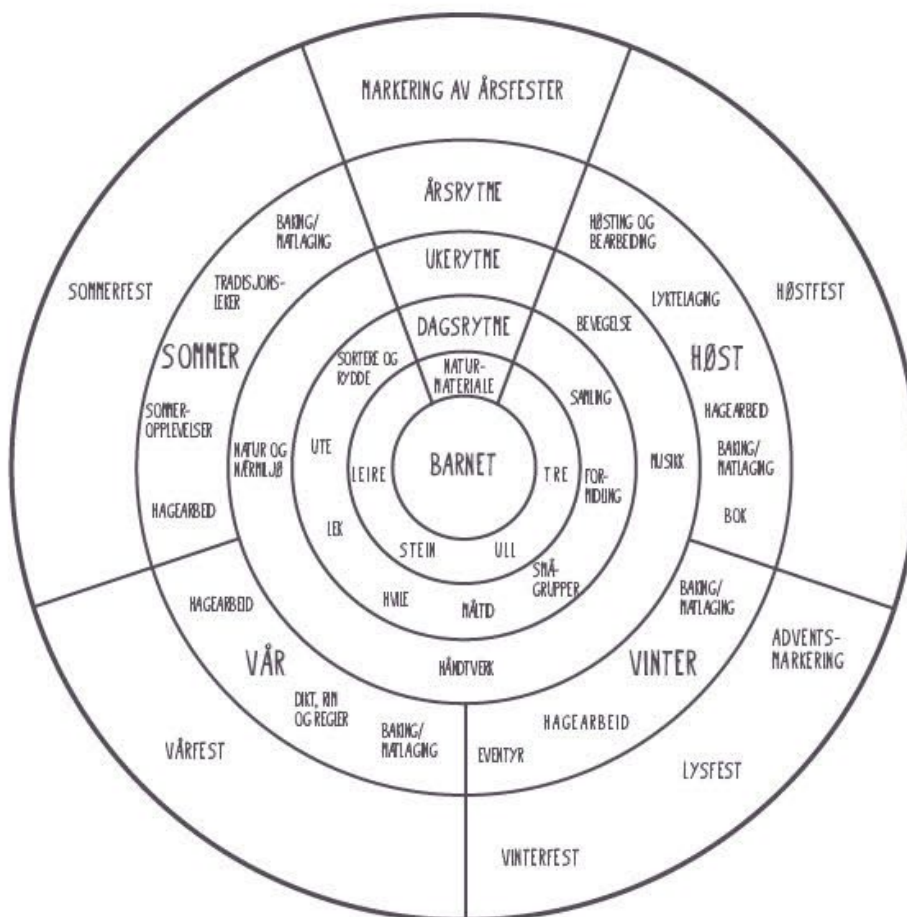 MARKERING AV ÅRSFESTER
ÅRSRYTME
UKERYTME
DAGSRYTME
NATUR-
MATERIALE
BARNET
TRE
ULL
STEIN
LEIRE
SAMLING
FOR-
MIDLING
SMÅ-
GRUPPER
MÅLTID
HVILE
LEK
UTE
SORTERE OG
RYDDE
BEVEGELSE
MUSIKK
HÅNDTVERK
NATUR OG
NÆRMILJØ
HØSTING OG
BEARBEIDING
LYKTELAGING
HØST
HAGEARBEID
BAKING/
MATLAGING
BOK
BAKING/
MATLAGING
VINTER
HAGEARBEID
EVENTYR
BAKING/
MATLAGING
DIKT, RIM
OG REGLER
VÅR
HAGEARBEID
HAGEARBEID
SOMMER-
OPPLEVELSER
SOMMER
TRADISJONS-
LEKER
BAKING/
MATLAGING
HØSTFEST
ADVENTS-
MARKERING
LYSFEST
VINTERFEST
VÅRFEST
SOMMERFEST